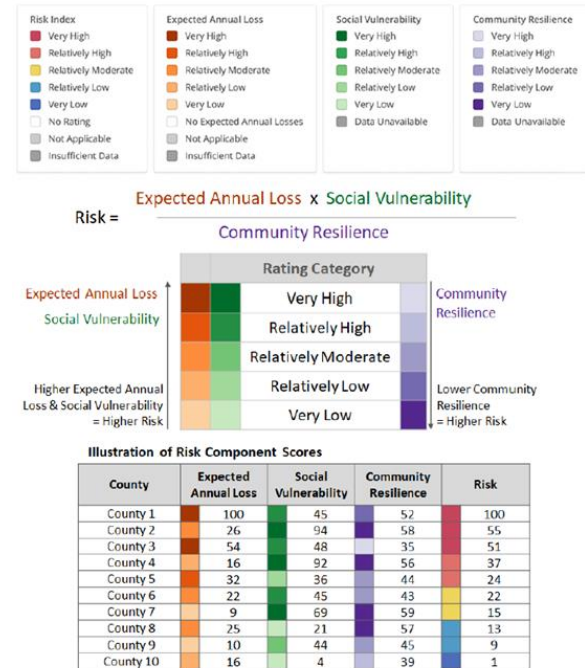 Risk Index
Very High
Relatively High
Relatively Moderate
Relatively Low
Very Low
No Rating
Not Applicable
Insufficient Data
Expected Annual Loss
Very High
Relatively High
Relatively Moderate
Relatively Low
Very Low
No Expected Annual Losses
Not Applicable
Insufficient Data
Social Vulnerability
Very High
Relatively High
Relatively Moderate
Relatively Low
Very Low
Data Unavailable
Community Resilience
Very High
Relatively High
Relatively Moderate
Relatively Low
Very Low
Data Unavailable
Risk =
Expected Annual Loss x Social Vulnerability
Community Resilience
Rating Category
Expected Annual Loss
Social Vulnerability
Higher Expected Annual
Loss & Social Vulnerability
= Higher Risk
Very High
Relatively High
Relatively Moderate
Relatively Low
Very Low
Community
Resilience
Lower Community
Resilience
= Higher Risk
Illustration of Risk Component Scores
County Expected Annual Loss Social Vulnerability Community Resilience Risk
County 1 100 45 52 100
County 2 26 94 58 55
County 3 54 48 35 51
County 4 16 92 56 37
County 5 32 36 44 24
County 6 22 45 43 22
County 7 9 69 59 15
County 8 25 21 57 13
County 9 10 44 45 9
County 10 16 4 39 1